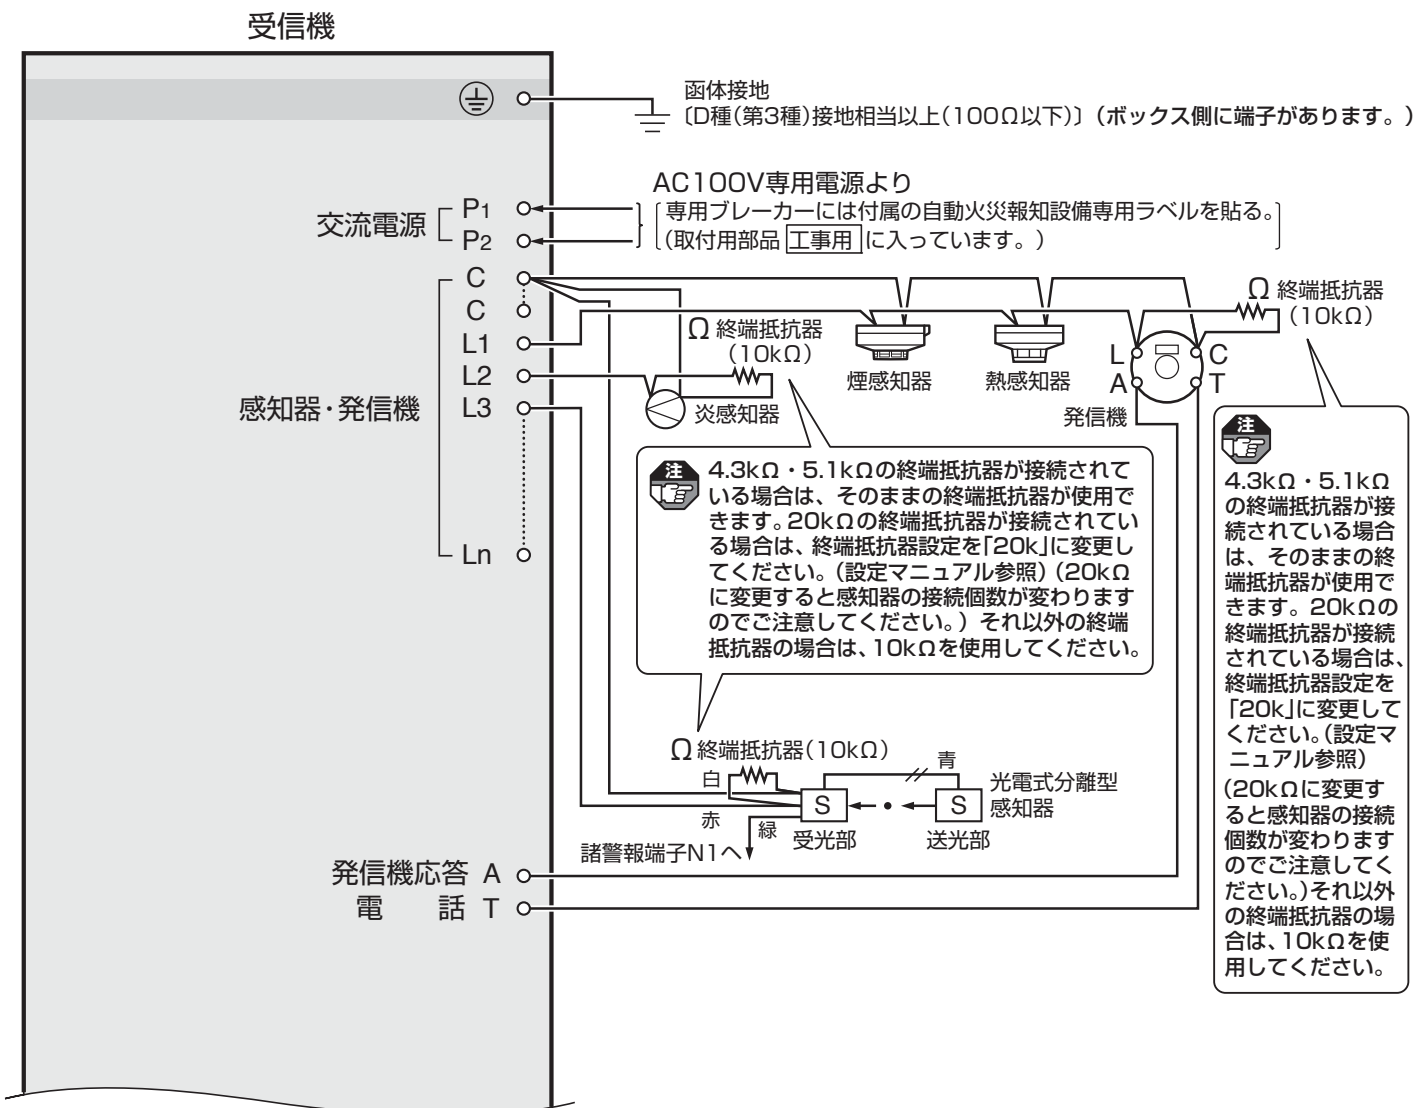 受信機
函体接地
〔D種(第3種)接地相当以上(100Ω以下)〕(ボックス側に端子があります。)
AC100V専用電源より
専用ブレーカーには付属の自動火災報知設備専用ラベルを貼る。
(取付用部品 工事用 に入っています。)
交流電源
P1
P2
感知器・発信機
C
C
L1
L2
L3
Ln
Ω 終端抵抗器
(10kΩ)
炎感知器
煙感知器
熱感知器
Ω 終端抵抗器
(10kΩ)
L
C
A
T
発信機
注
4.3kΩ・5.1kΩの終端抵抗器が接続されて
いる場合は、そのままの終端抵抗器が使用で
きます。20kΩの終端抵抗器が接続されてい
る場合は、終端抵抗器設定を「20k」に変更し
てください。(設定マニュアル参照)(20kΩ
に変更すると感知器の接続個数が変わります
のでご注意してください。)それ以外の終端
抵抗器の場合は、10kΩを使用してください。
注
4.3kΩ・5.1kΩ
の終端抵抗器が接
続されている場合
は、そのままの終
端抵抗器が使用で
きます。20kΩの
終端抵抗器が接続
されている場合は、
終端抵抗器設定を
「20k」に変更して
ください。(設定マ
ニュアル参照)
(20kΩに変更す
ると感知器の接続
個数が変わります
のでご注意してく
ださい。)それ以外
の終端抵抗器の場
合は、10kΩを使
用してください。
Ω 終端抵抗器(10kΩ)
白
赤
緑
青
S
S
受光部
送光部
光電式分離型
感知器
諸警報端子N1へ
発信機応答 A
電 話 T